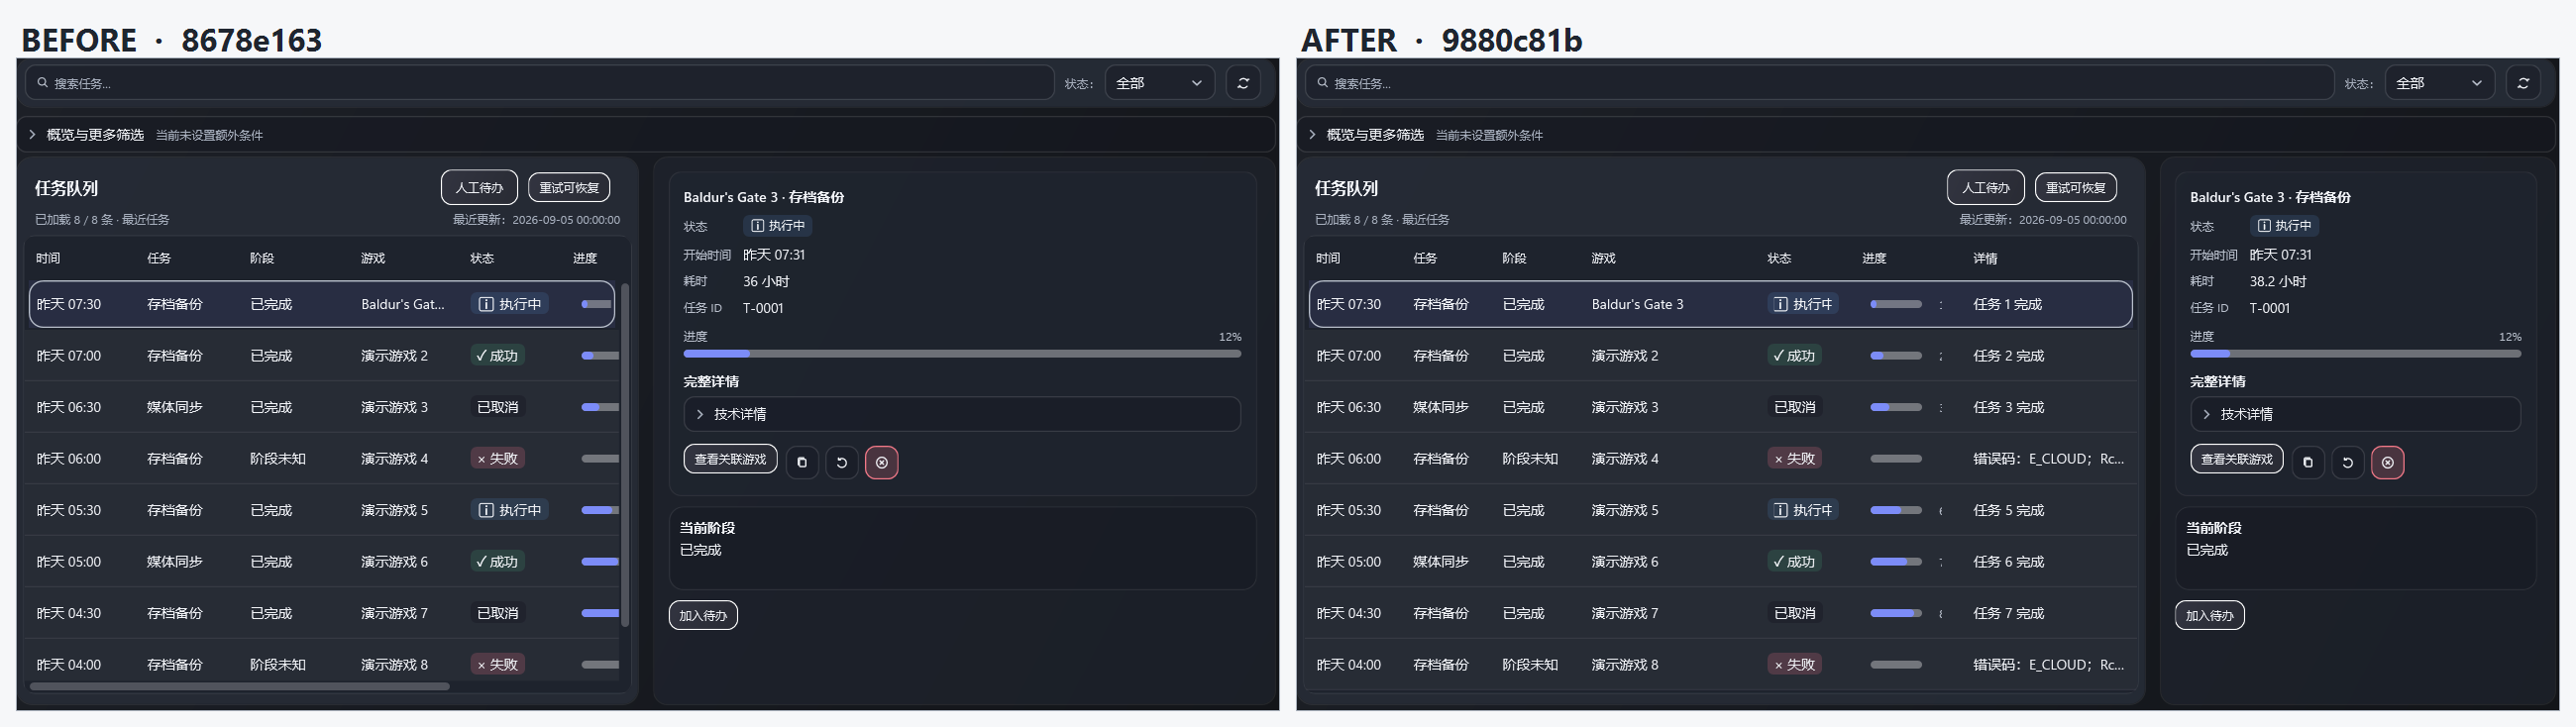 BEFORE · 8678e163
搜索任务...
状态：
全部
概览与更多筛选 当前未设置额外条件
任务队列
人工待办
重试可恢复
已加载 8 / 8 条 · 最近任务
最近更新：2026-09-05 00:00:00
时间 任务 阶段 游戏 状态 进度
昨天 07:30 存档备份 已完成 Baldur's Gat... 执行中
昨天 07:00 存档备份 已完成 演示游戏 2 ✓ 成功
昨天 06:30 媒体同步 已完成 演示游戏 3 已取消
昨天 06:00 存档备份 阶段未知 演示游戏 4 × 失败
昨天 05:30 存档备份 已完成 演示游戏 5 执行中
昨天 05:00 媒体同步 已完成 演示游戏 6 ✓ 成功
昨天 04:30 存档备份 已完成 演示游戏 7 已取消
昨天 04:00 存档备份 阶段未知 演示游戏 8 × 失败
Baldur's Gate 3 · 存档备份
状态 执行中
开始时间 昨天 07:31
耗时 36 小时
任务 ID T-0001
进度 12%
完整详情
技术详情
查看关联游戏
当前阶段
已完成
加入待办
AFTER · 9880c81b
搜索任务...
状态：
全部
概览与更多筛选 当前未设置额外条件
任务队列
人工待办
重试可恢复
已加载 8 / 8 条 · 最近任务
最近更新：2026-09-05 00:00:00
时间 任务 阶段 游戏 状态 进度 详情
昨天 07:30 存档备份 已完成 Baldur's Gate 3 执行中 任务 1 完成
昨天 07:00 存档备份 已完成 演示游戏 2 ✓ 成功 任务 2 完成
昨天 06:30 媒体同步 已完成 演示游戏 3 已取消 任务 3 完成
昨天 06:00 存档备份 阶段未知 演示游戏 4 × 失败 错误码：E_CLOUD；Rc...
昨天 05:30 存档备份 已完成 演示游戏 5 执行中 任务 5 完成
昨天 05:00 媒体同步 已完成 演示游戏 6 ✓ 成功 任务 6 完成
昨天 04:30 存档备份 已完成 演示游戏 7 已取消 任务 7 完成
昨天 04:00 存档备份 阶段未知 演示游戏 8 × 失败 错误码：E_CLOUD；Rc...
Baldur's Gate 3 · 存档备份
状态 执行中
开始时间 昨天 07:31
耗时 38.2 小时
任务 ID T-0001
进度 12%
完整详情
技术详情
查看关联游戏
当前阶段
已完成
加入待办